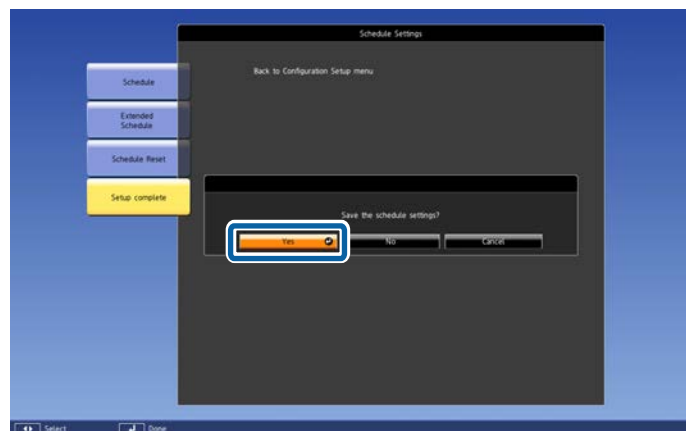 Schedule Settings
Back to Configuration Setup menu
Schedule
Extended
Schedule
Schedule Reset
Setup complete
Save the schedule settings?
Yes
No
Cancel
Select
Done